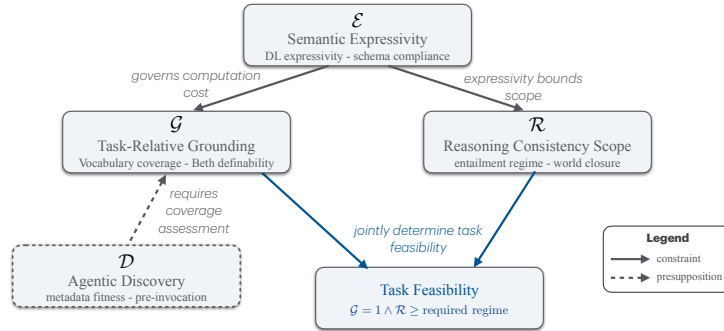 ℰ
Semantic Expressivity
DL expressivity - schema compliance
governs computation
cost
expressivity bounds
scope
𝒢
Task-Relative Grounding
Vocabulary coverage - Beth definability
ℛ
Reasoning Consistency Scope
entailment regime - world closure
requires
coverage
assessment
jointly determine task
feasibility
𝒟
Agentic Discovery
metadata fitness - pre-invocation
Task Feasibility
𝒢 = 1 ∧ ℛ ≥ required regime
Legend
constraint
presupposition